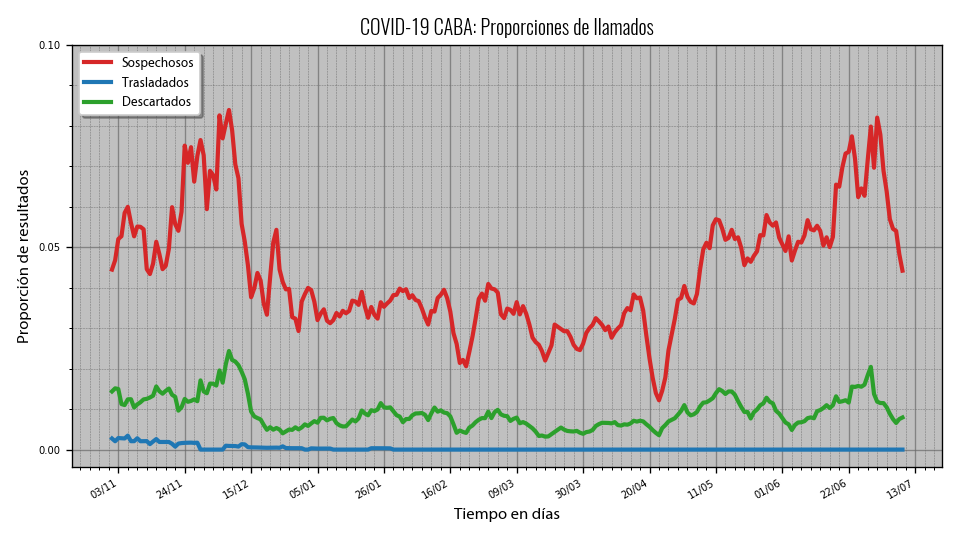 COVID-19 CABA: Proporciones de llamados
0.10
Sospechosos
Trasladados
Descartados
Proporción de resultados
0.05
0.00
03/11 24/11 15/12 05/01 26/01 16/02 09/03 30/03 20/04 11/05 01/06 22/06 13/07
Tiempo en días